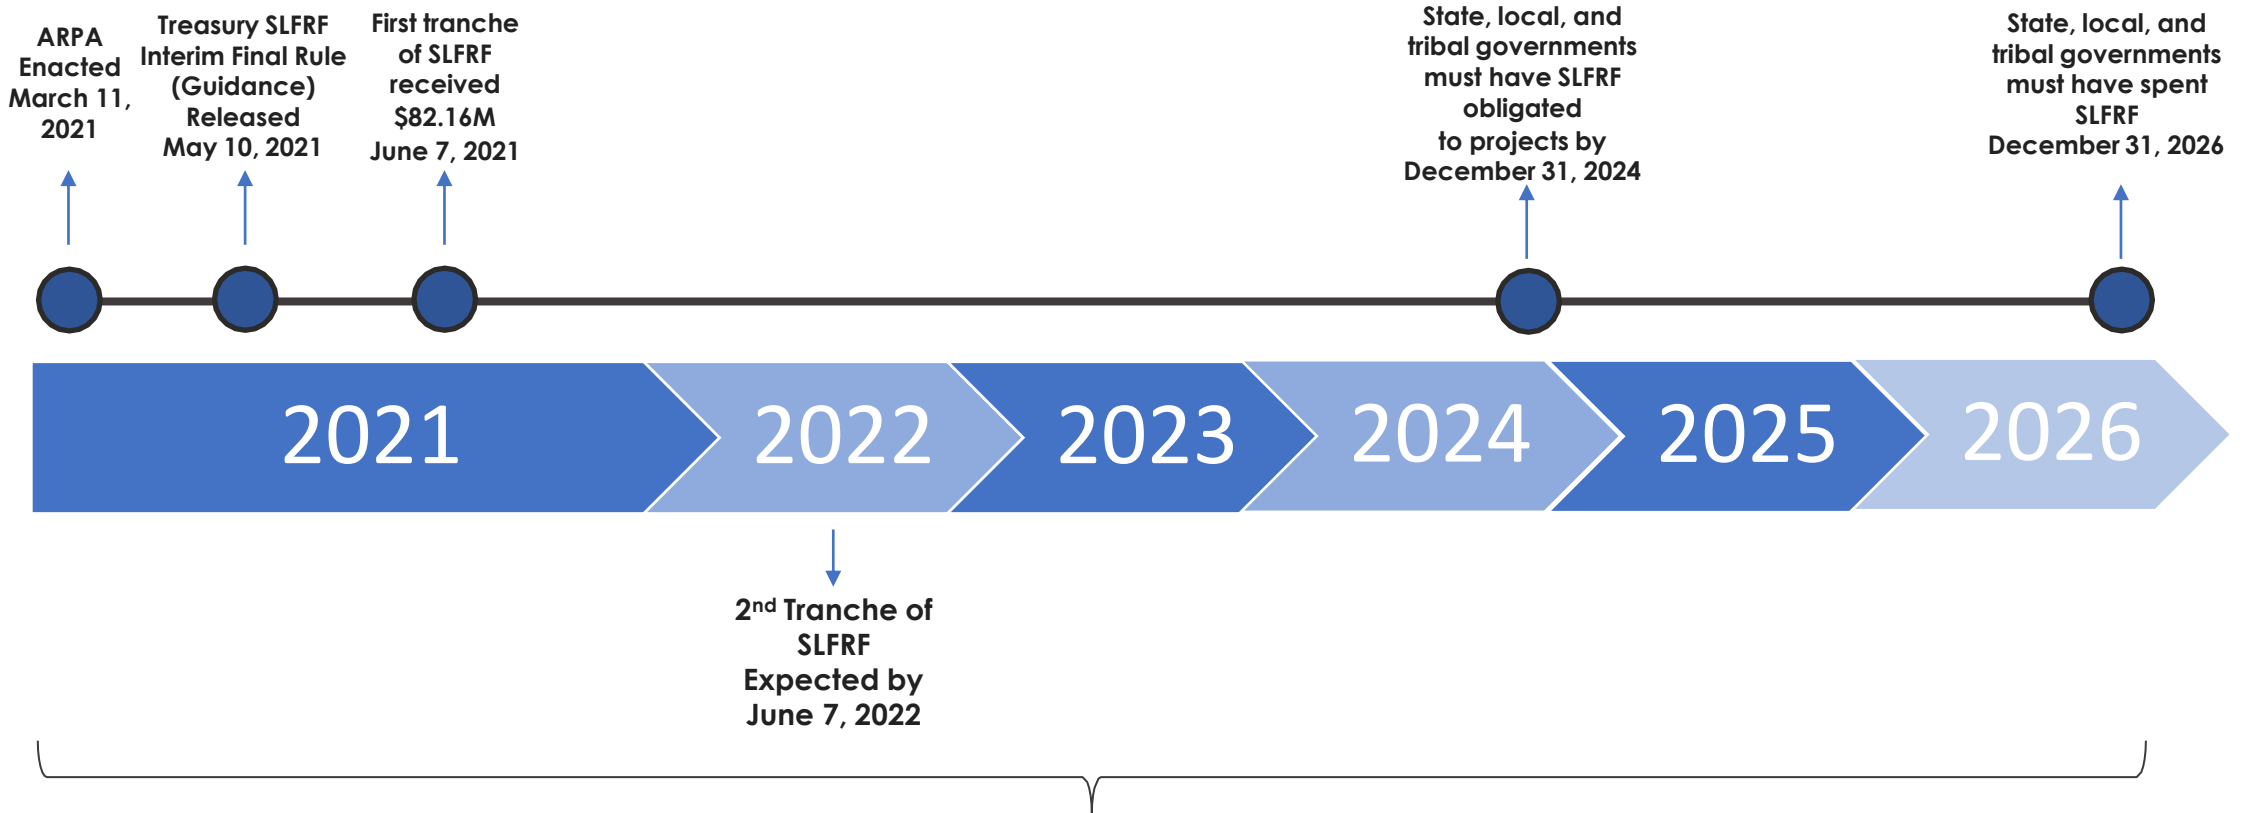 ARPA
Enacted
March 11,
2021
Treasury SLFRF
Interim Final Rule
(Guidance)
Released
May 10, 2021
First tranche
of SLFRF
received
$82.16M
June 7, 2021
State, local, and
tribal governments
must have SLFRF
obligated
to projects by
December 31, 2024
State, local, and
tribal governments
must have spent
SLFRF
December 31, 2026
2021
2022
2023
2024
2025
2026
2nd Tranche of
SLFRF
Expected by
June 7, 2022